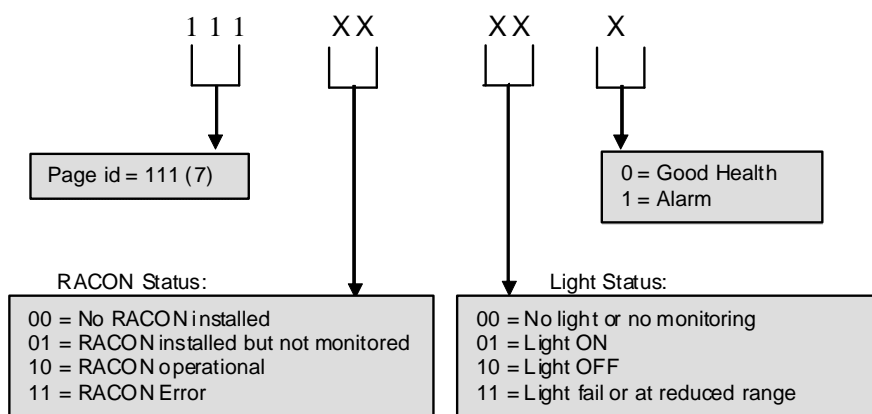 1 1 1 X X X X X
Page id = 111 (7)
0 = Good Health
1 = Alarm
RACON Status:
00 = No RACON installed
01 = RACON installed but not monitored
10 = RACON operational
11 = RACON Error
Light Status:
00 = No light or no monitoring
01 = Light ON
10 = Light OFF
11 = Light fail or at reduced range